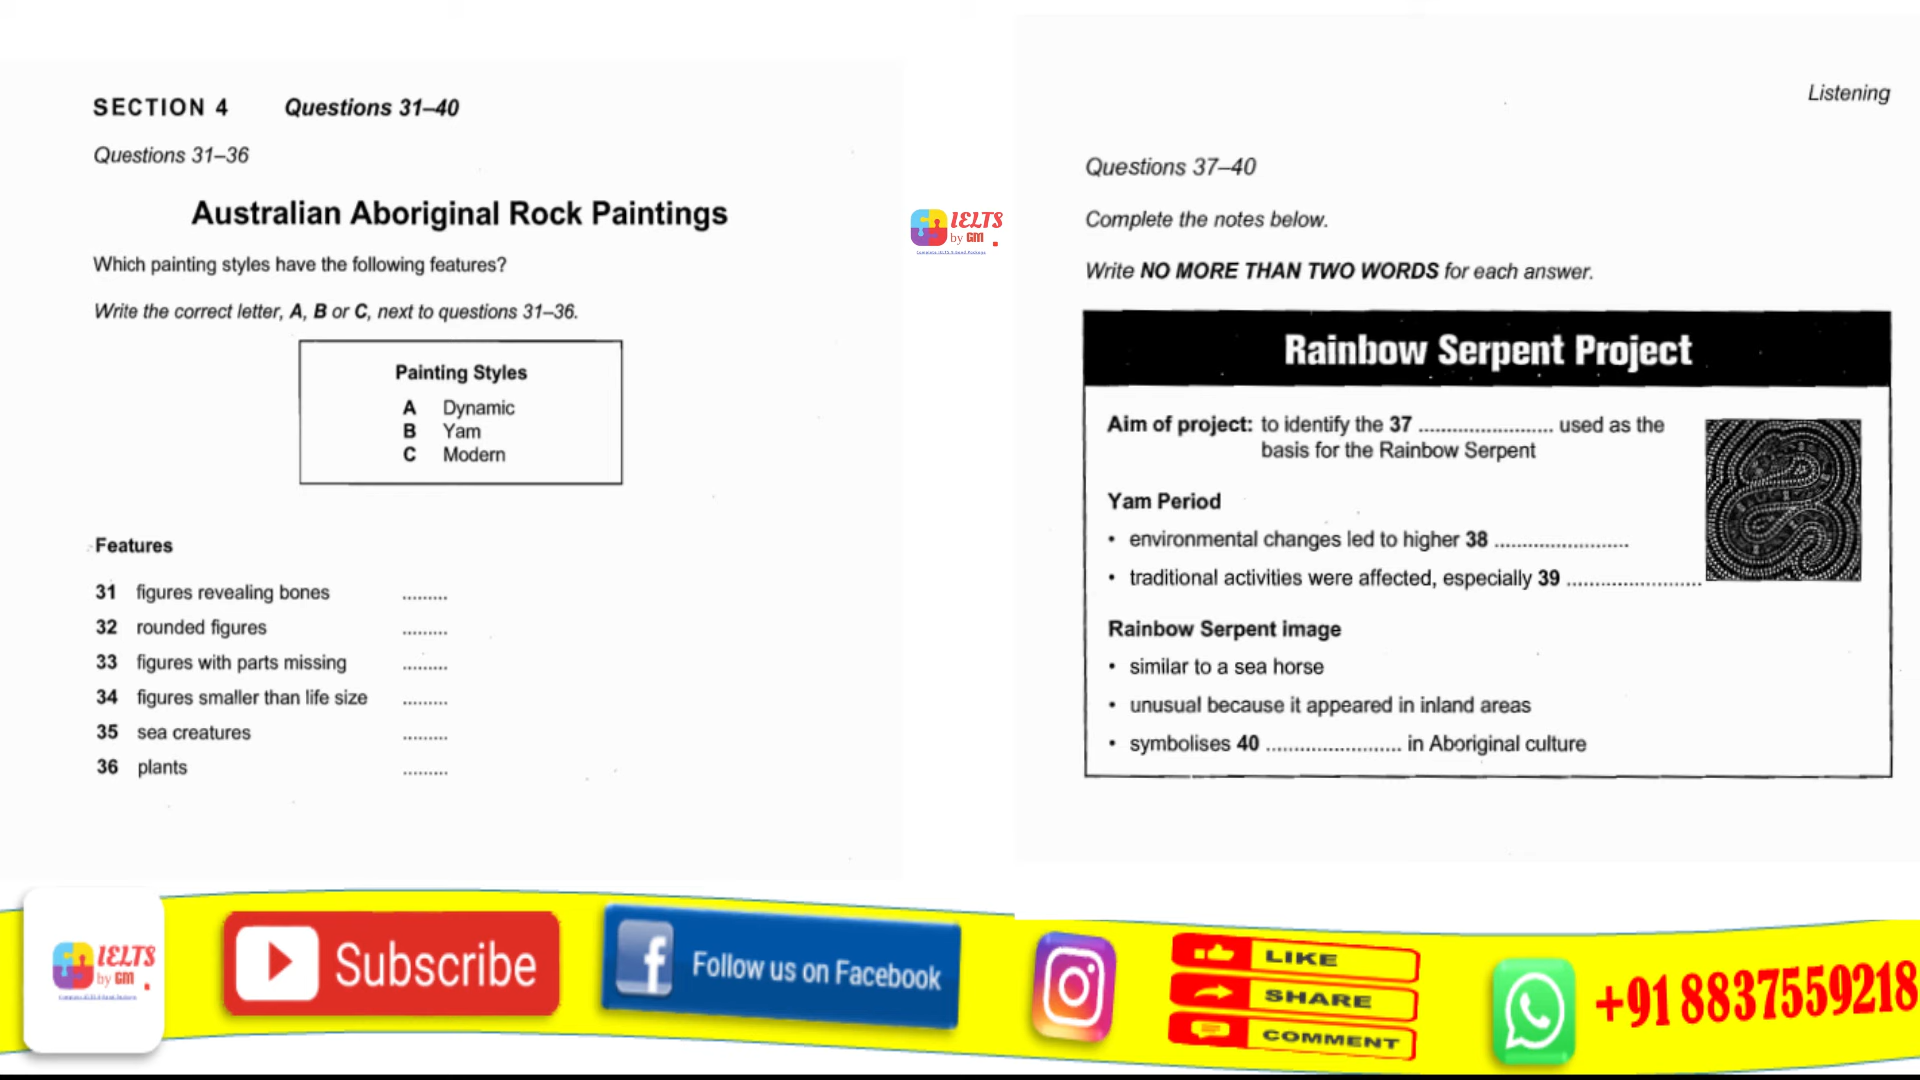 SECTION 4 Questions 31–40
Questions 31–36
Australian Aboriginal Rock Paintings
Which painting styles have the following features?
Write the correct letter, A, B or C, next to questions 31–36.
Painting Styles
A Dynamic
B Yam
C Modern
Features
31 figures revealing bones .........
32 rounded figures .........
33 figures with parts missing .........
34 figures smaller than life size .........
35 sea creatures .........
36 plants .........
IELTS
by GM
Listening
Questions 37–40
Complete the notes below.
Write NO MORE THAN TWO WORDS for each answer.
Rainbow Serpent Project
Aim of project: to identify the 37 ........................ used as the
basis for the Rainbow Serpent
Yam Period
• environmental changes led to higher 38 ........................
• traditional activities were affected, especially 39 ........................
Rainbow Serpent image
• similar to a sea horse
• unusual because it appeared in inland areas
• symbolises 40 ........................ in Aboriginal culture
IELTS
by GM
Subscribe
f
Follow us on Facebook
LIKE
SHARE
COMMENT
+91 8837559218